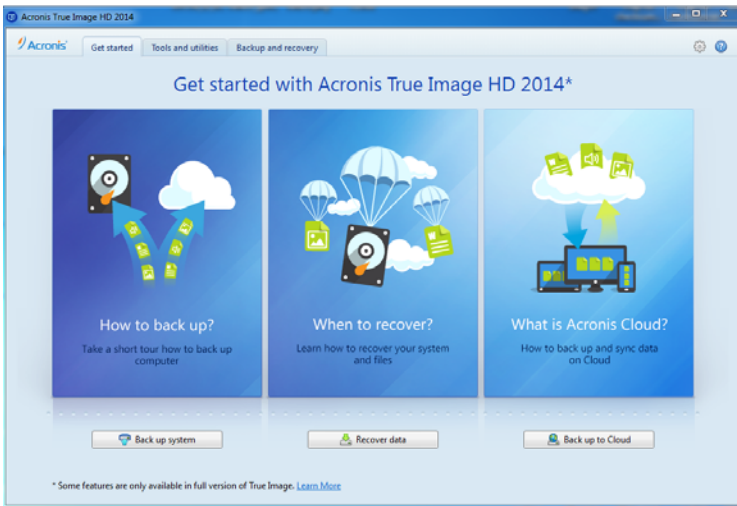 Acronis True Image HD 2014
Acronis
Get started
Tools and utilities
Backup and recovery
Get started with Acronis True Image HD 2014*
How to back up?
Take a short tour how to back up
computer
When to recover?
Learn how to recover your system
and files
What is Acronis Cloud?
How to back up and sync data
on Cloud
Back up system
Recover data
Back up to Cloud
* Some features are only available in full version of True Image. Learn More